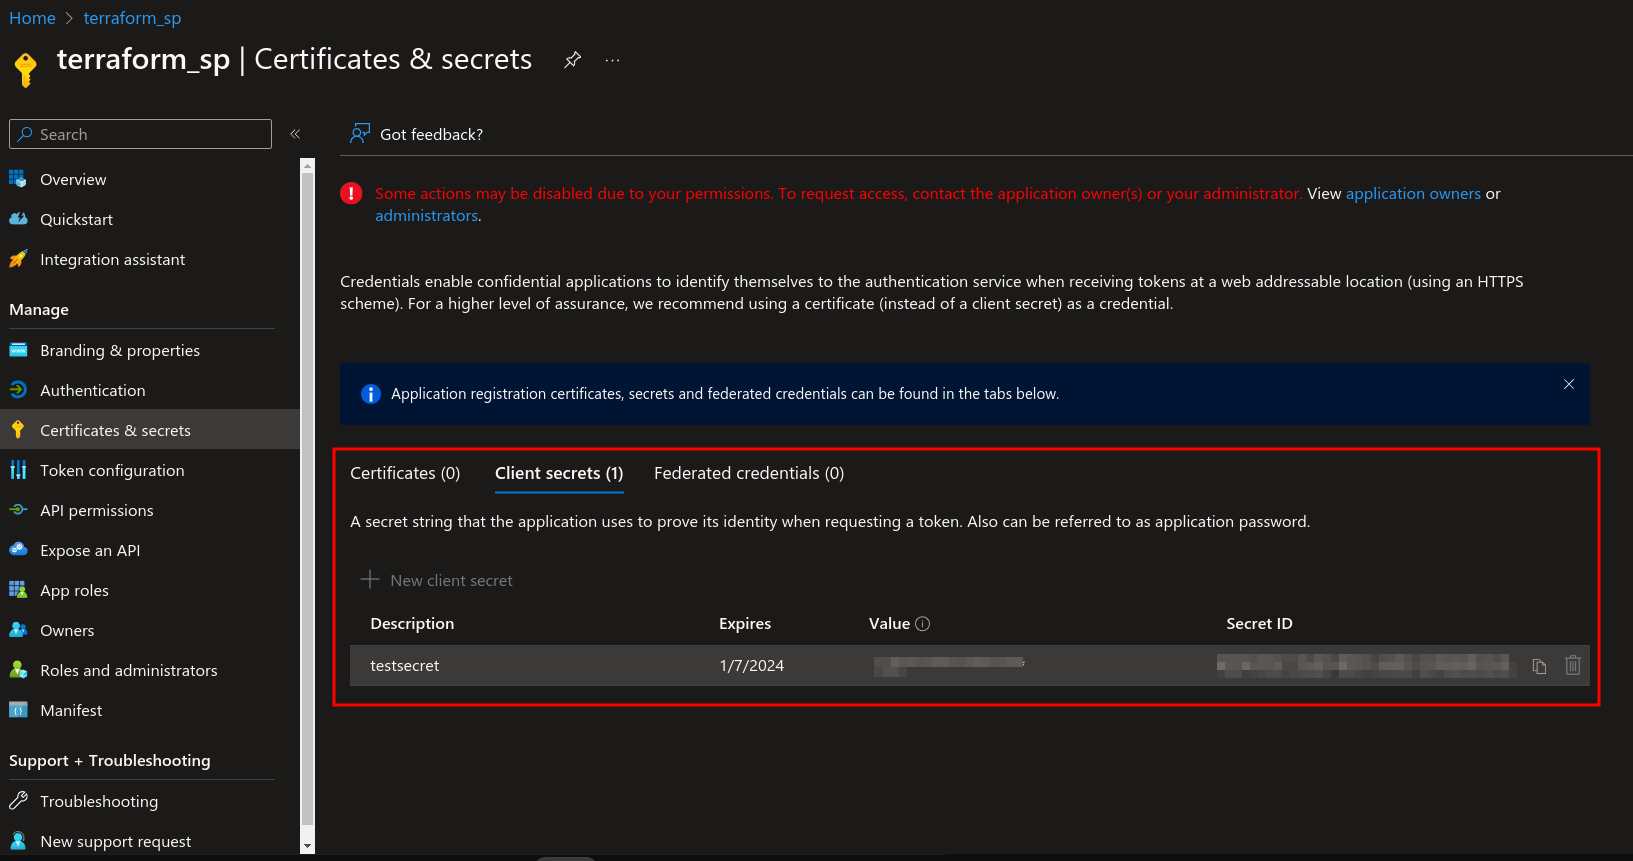 Home > terraform_sp
terraform_sp | Certificates & secrets
Search
Overview
Quickstart
Integration assistant
Manage
Branding & properties
Authentication
Certificates & secrets
Token configuration
API permissions
Expose an API
App roles
Owners
Roles and administrators
Manifest
Support + Troubleshooting
Troubleshooting
New support request
Got feedback?
Some actions may be disabled due to your permissions. To request access, contact the application owner(s) or your administrator. View application owners or
administrators.
Credentials enable confidential applications to identify themselves to the authentication service when receiving tokens at a web addressable location (using an HTTPS
scheme). For a higher level of assurance, we recommend using a certificate (instead of a client secret) as a credential.
Application registration certificates, secrets and federated credentials can be found in the tabs below.
Certificates (0) Client secrets (1) Federated credentials (0)
A secret string that the application uses to prove its identity when requesting a token. Also can be referred to as application password.
New client secret
Description Expires Value Secret ID
testsecret 1/7/2024